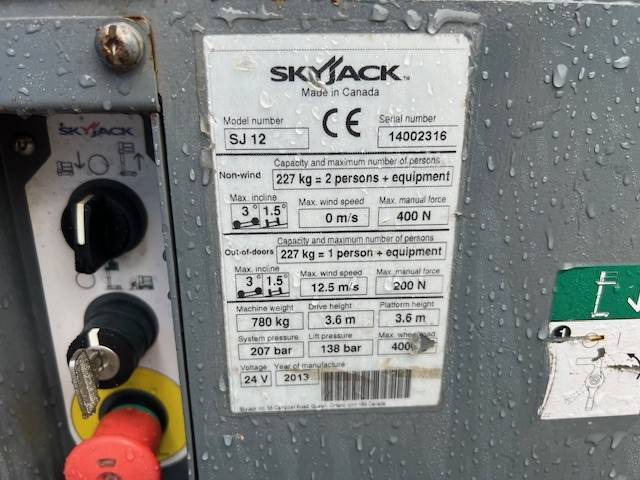 SKYJACK
SKYJACK™
Made in Canada
Model number
SJ 12
CE
Serial number
14002316
Capacity and maximum number of persons
Non-wind
227 kg = 2 persons + equipment
Max. incline
3° 1.5°
Max. wind speed
0 m/s
Max. manual force
400 N
Capacity and maximum number of persons
Out-of-doors
227 kg = 1 person + equipment
Max. incline
3° 1.5°
Max. wind speed
12.5 m/s
Max. manual force
200 N
Machine weight
780 kg
Drive height
3.6 m
Platform height
3.6 m
System pressure
207 bar
Lift pressure
138 bar
Max. wheel load
400
Voltage
24 V
Year of manufacture
2013
1